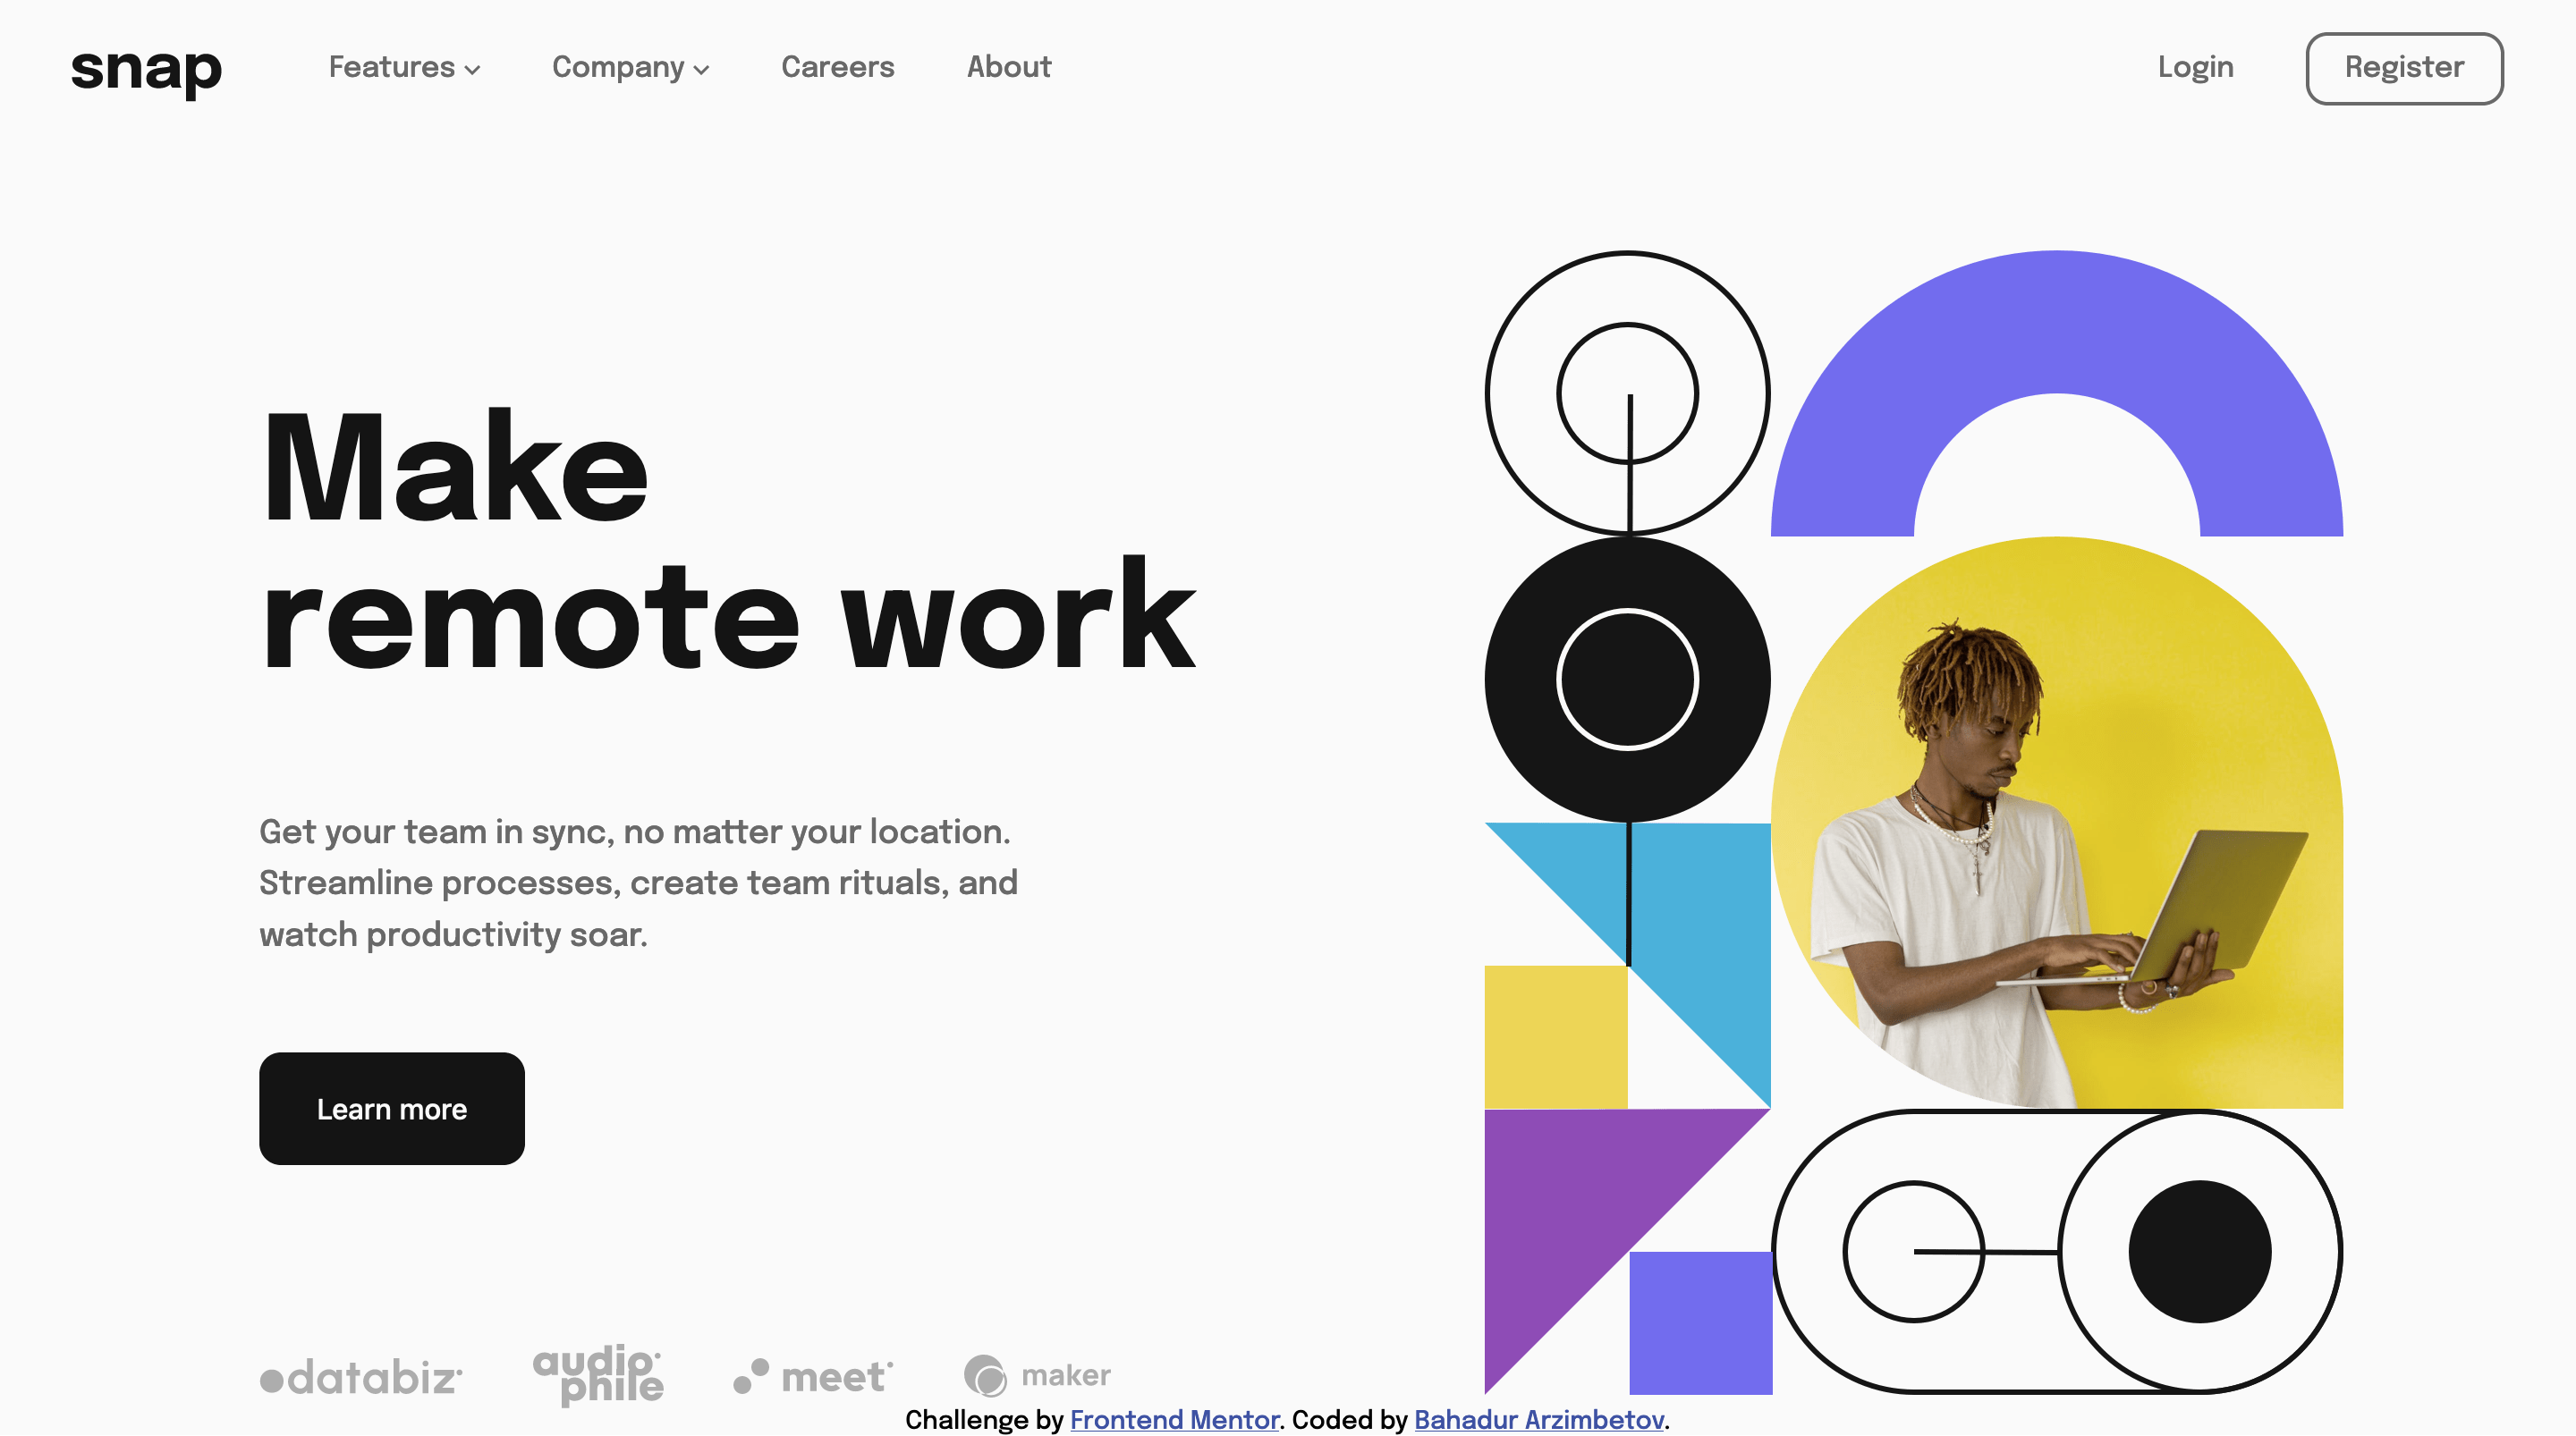 snap
Features
Company
Careers
About
Login
Register
Make
remote work
Get your team in sync, no matter your location.
Streamline processes, create team rituals, and
watch productivity soar.
Learn more
databiz
audio
phile
meet
maker
Challenge by Frontend Mentor. Coded by Bahadur Arzimbetov.